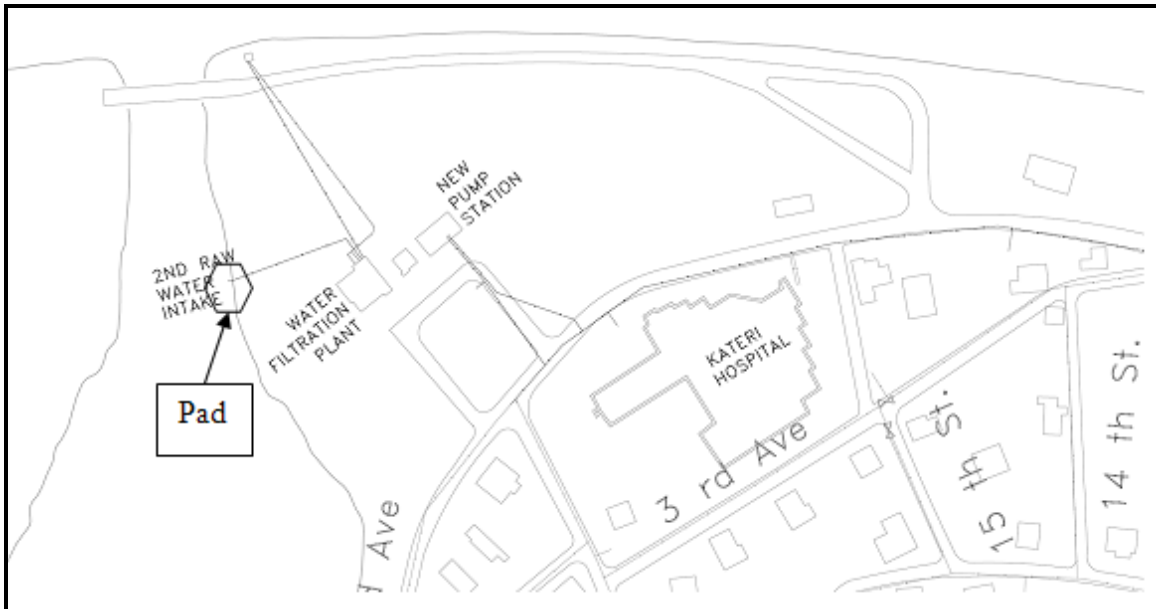 NEW
PUMP
STATION
2ND RAW
WATER
INTAKE
WATER
FILTRATION
PLANT
KATERI
HOSPITAL
Pad
3 rd Ave
15 th St.
14 th St.
Ave